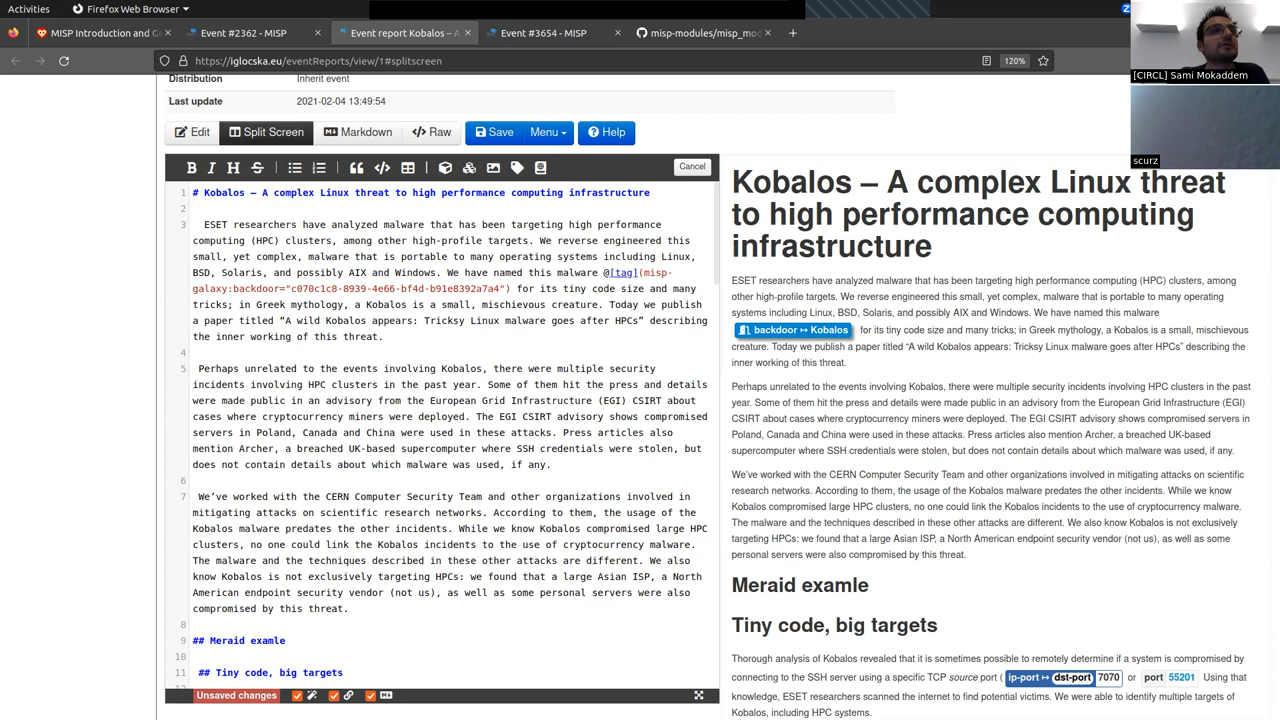 Activities
Firefox Web Browser
MISP Introduction and G
Event #2362 - MISP
Event report Kobalos – A
Event #3654 - MISP
misp-modules/misp_mod
https://iglocska.eu/eventReports/view/1#splitscreen
120%
[CIRCL] Sami Mokaddem
scurz
Distribution Inherit event
Last update 2021-02-04 13:49:54
Edit Split Screen Markdown Raw Save Menu Help
B I H S Cancel
1 # Kobalos – A complex Linux threat to high performance computing infrastructure
2
3 ESET researchers have analyzed malware that has been targeting high performance
computing (HPC) clusters, among other high-profile targets. We reverse engineered this
small, yet complex, malware that is portable to many operating systems including Linux,
BSD, Solaris, and possibly AIX and Windows. We have named this malware @[tag](misp-
galaxy:backdoor="c070c1c8-8939-4e66-bf4d-b91e8392a7a4") for its tiny code size and many
tricks; in Greek mythology, a Kobalos is a small, mischievous creature. Today we publish
a paper titled “A wild Kobalos appears: Tricksy Linux malware goes after HPCs” describing
the inner working of this threat.
4
5 Perhaps unrelated to the events involving Kobalos, there were multiple security
incidents involving HPC clusters in the past year. Some of them hit the press and details
were made public in an advisory from the European Grid Infrastructure (EGI) CSIRT about
cases where cryptocurrency miners were deployed. The EGI CSIRT advisory shows compromised
servers in Poland, Canada and China were used in these attacks. Press articles also
mention Archer, a breached UK-based supercomputer where SSH credentials were stolen, but
does not contain details about which malware was used, if any.
6
7 We’ve worked with the CERN Computer Security Team and other organizations involved in
mitigating attacks on scientific research networks. According to them, the usage of the
Kobalos malware predates the other incidents. While we know Kobalos compromised large HPC
clusters, no one could link the Kobalos incidents to the use of cryptocurrency malware.
The malware and the techniques described in these other attacks are different. We also
know Kobalos is not exclusively targeting HPCs: we found that a large Asian ISP, a North
American endpoint security vendor (not us), as well as some personal servers were also
compromised by this threat.
8
9 ## Meraid examle
10
11 ## Tiny code, big targets
Unsaved changes
Kobalos – A complex Linux threat
to high performance computing
infrastructure
ESET researchers have analyzed malware that has been targeting high performance computing (HPC) clusters, among
other high-profile targets. We reverse engineered this small, yet complex, malware that is portable to many operating
systems including Linux, BSD, Solaris, and possibly AIX and Windows. We have named this malware
backdoor ↦ Kobalos for its tiny code size and many tricks; in Greek mythology, a Kobalos is a small, mischievous
creature. Today we publish a paper titled “A wild Kobalos appears: Tricksy Linux malware goes after HPCs” describing the
inner working of this threat.
Perhaps unrelated to the events involving Kobalos, there were multiple security incidents involving HPC clusters in the past
year. Some of them hit the press and details were made public in an advisory from the European Grid Infrastructure (EGI)
CSIRT about cases where cryptocurrency miners were deployed. The EGI CSIRT advisory shows compromised servers in
Poland, Canada and China were used in these attacks. Press articles also mention Archer, a breached UK-based
supercomputer where SSH credentials were stolen, but does not contain details about which malware was used, if any.
We’ve worked with the CERN Computer Security Team and other organizations involved in mitigating attacks on scientific
research networks. According to them, the usage of the Kobalos malware predates the other incidents. While we know
Kobalos compromised large HPC clusters, no one could link the Kobalos incidents to the use of cryptocurrency malware.
The malware and the techniques described in these other attacks are different. We also know Kobalos is not exclusively
targeting HPCs: we found that a large Asian ISP, a North American endpoint security vendor (not us), as well as some
personal servers were also compromised by this threat.
Meraid examle
Tiny code, big targets
Thorough analysis of Kobalos revealed that it is sometimes possible to remotely determine if a system is compromised by
connecting to the SSH server using a specific TCP source port ( ip-port ↦ dst-port 7070 or port 55201 Using that
knowledge, ESET researchers scanned the internet to find potential victims. We were able to identify multiple targets of
Kobalos, including HPC systems.